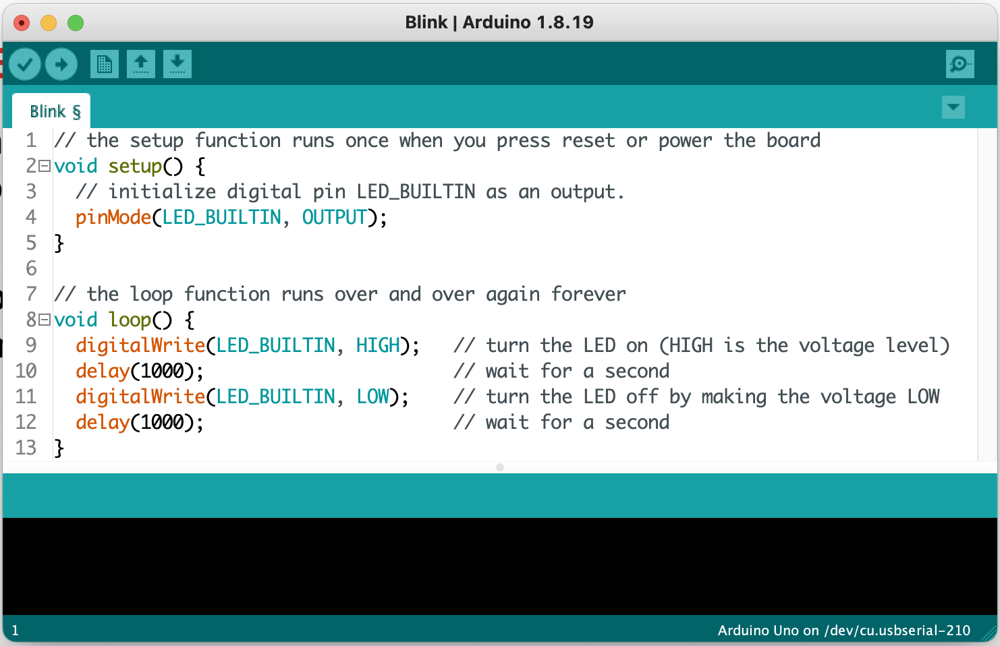 Blink | Arduino 1.8.19
Blink §
1 // the setup function runs once when you press reset or power the board
2 void setup() {
3   // initialize digital pin LED_BUILTIN as an output.
4   pinMode(LED_BUILTIN, OUTPUT);
5 }
6
7 // the loop function runs over and over again forever
8 void loop() {
9   digitalWrite(LED_BUILTIN, HIGH);   // turn the LED on (HIGH is the voltage level)
10   delay(1000);                       // wait for a second
11   digitalWrite(LED_BUILTIN, LOW);    // turn the LED off by making the voltage LOW
12   delay(1000);                       // wait for a second
13 }
1 Arduino Uno on /dev/cu.usbserial-210